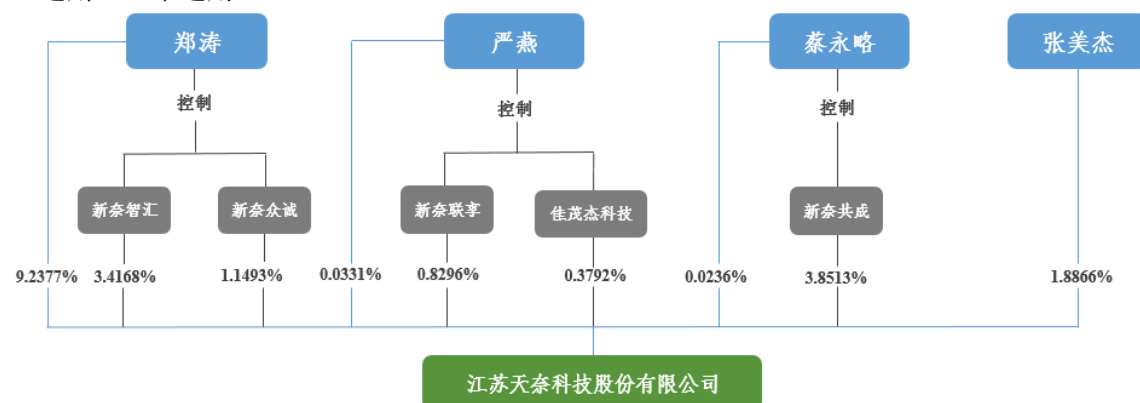 郑涛
严燕
蔡永略
张美杰
控制
控制
控制
新奈智汇
新奈众诚
新奈联享
佳茂杰科技
新奈共成
9.2377%
3.4168%
1.1493%
0.0331%
0.8296%
0.3792%
0.0236%
3.8513%
1.8866%
江苏天奈科技股份有限公司